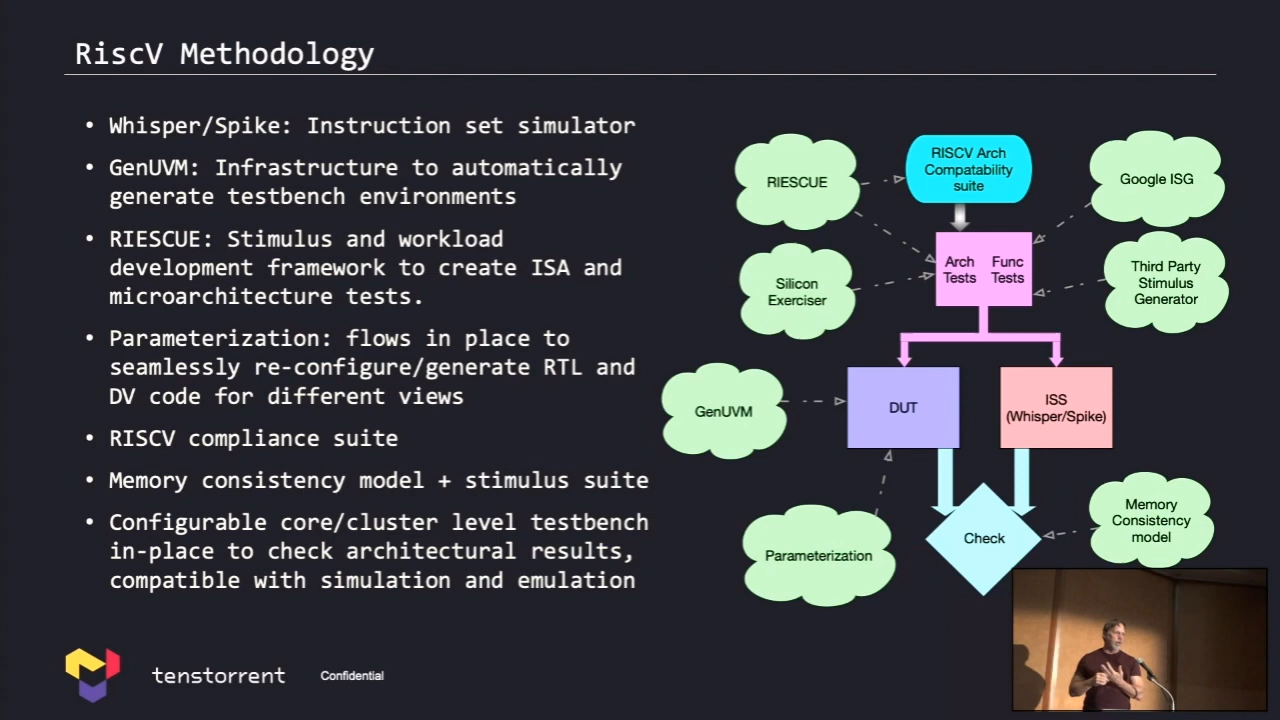 RiscV Methodology
• Whisper/Spike: Instruction set simulator
• GenUVM: Infrastructure to automatically
generate testbench environments
• RIESCUE: Stimulus and workload
development framework to create ISA and
microarchitecture tests.
• Parameterization: flows in place to
seamlessly re-configure/generate RTL and
DV code for different views
• RISCV compliance suite
• Memory consistency model + stimulus suite
• Configurable core/cluster level testbench
in-place to check architectural results,
compatible with simulation and emulation
RIESCUE
RISCV Arch
Compatability
suite
Google ISG
Silicon
Exerciser
Arch
Tests
Func
Tests
Third Party
Stimulus
Generator
GenUVM
DUT
ISS
(Whisper/Spike)
Parameterization
Check
Memory
Consistency
model
tenstorrent
Confidential